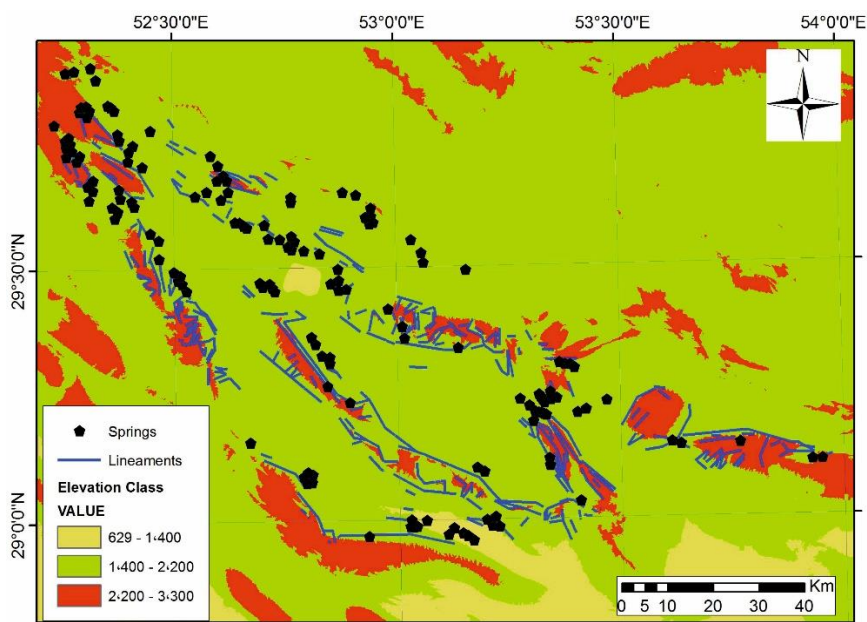 52°30'0"E 53°0'0"E 53°30'0"E 54°0'0"E
N
29°30'0"N
29°0'0"N
Springs
Lineaments
Elevation Class
VALUE
629 - 1،400
1،400 - 2،200
2،200 - 3،300
Km
0 5 10 20 30 40